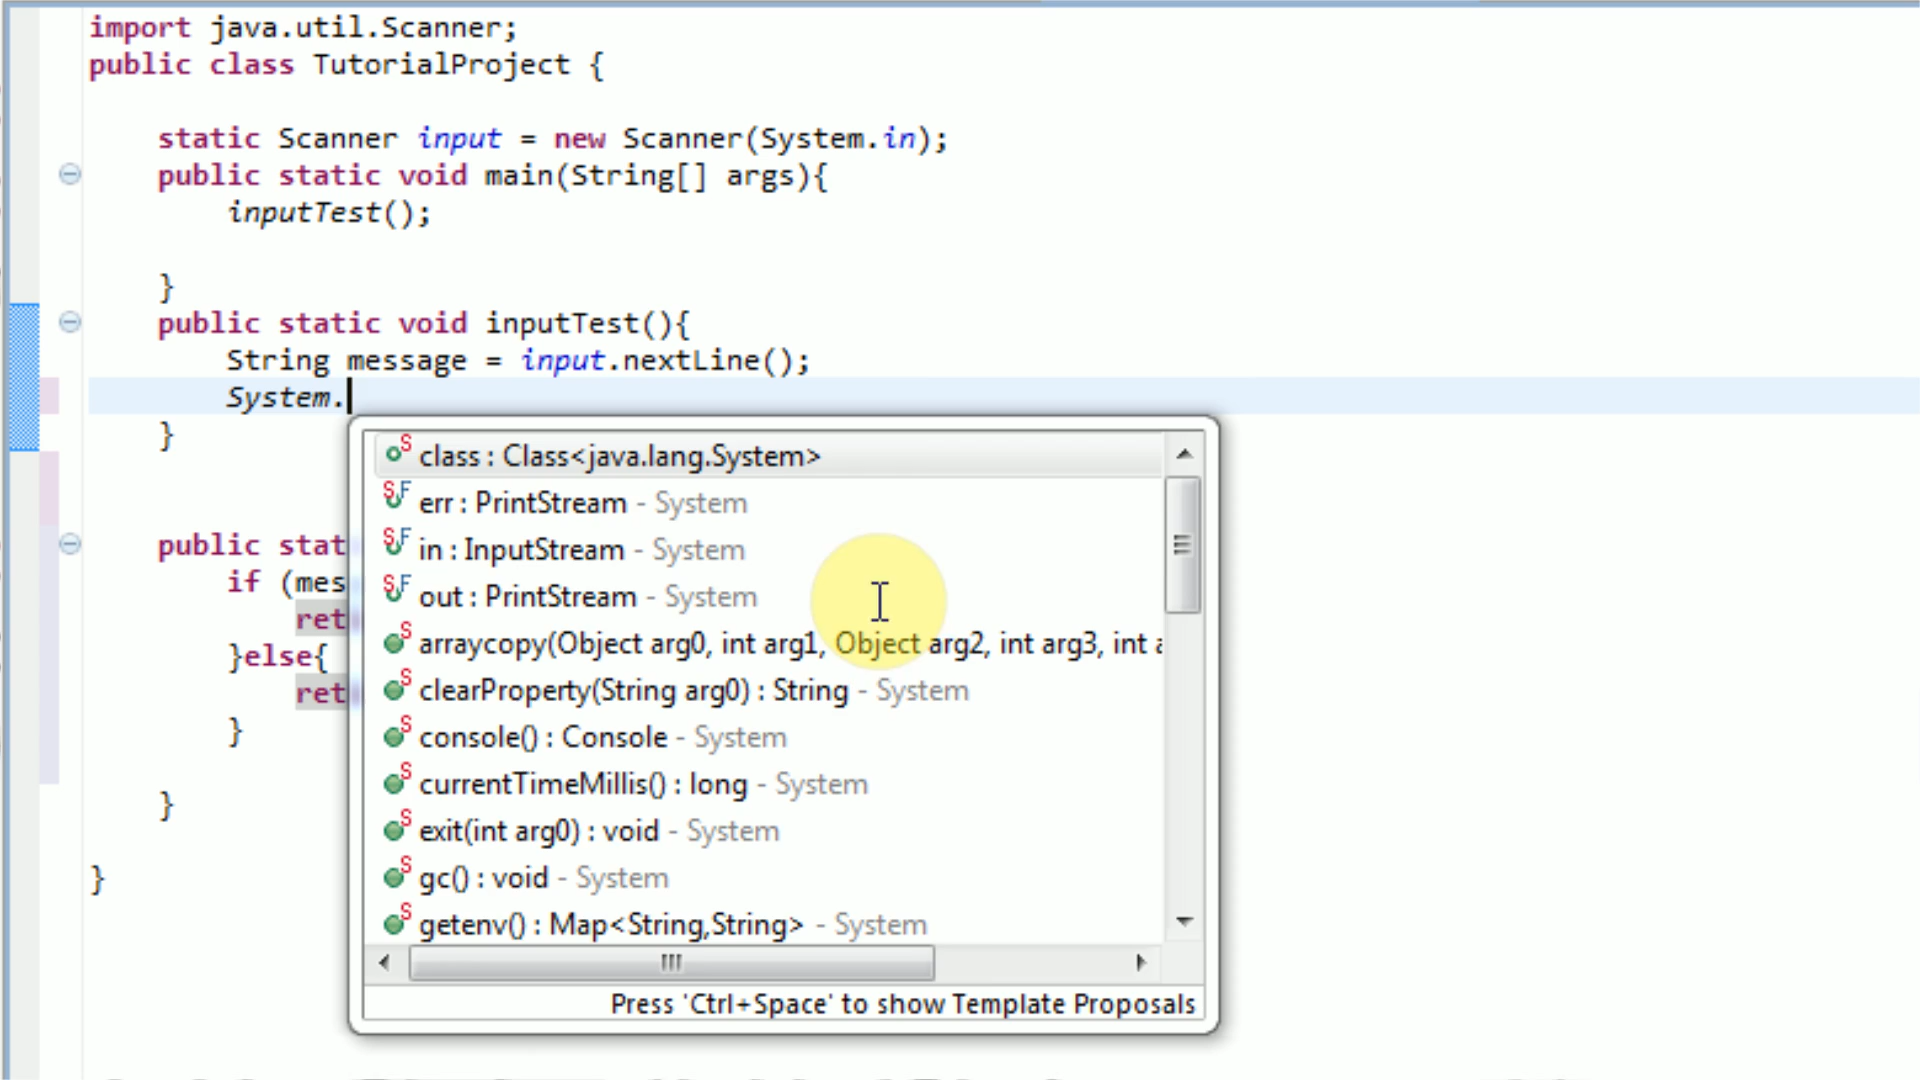 import java.util.Scanner;
public class TutorialProject {
static Scanner input = new Scanner(System.in);
public static void main(String[] args){
inputTest();
}
public static void inputTest(){
String message = input.nextLine();
System.
}
class : Class<java.lang.System>
err : PrintStream - System
in : InputStream - System
out : PrintStream - System
arraycopy(Object arg0, int arg1, Object arg2, int arg3, int a
clearProperty(String arg0) : String - System
console() : Console - System
currentTimeMillis() : long - System
exit(int arg0) : void - System
gc() : void - System
getenv() : Map<String,String> - System
Press 'Ctrl+Space' to show Template Proposals
public stat
if (mes
ret
}else{
ret
}
}
}